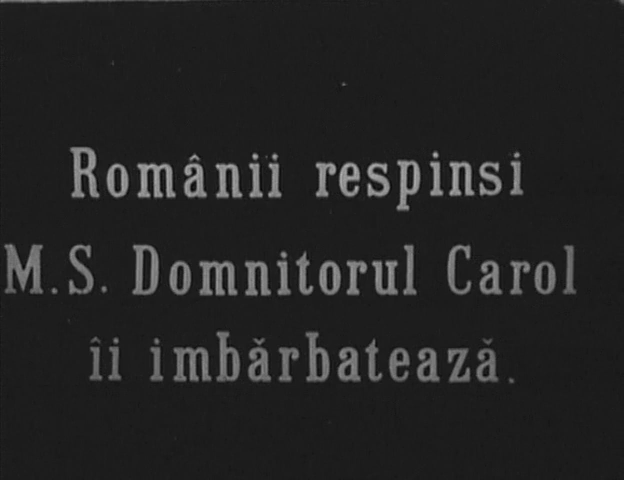 Românii respinsi
M.S. Domnitorul Carol
îi imbărbatează.